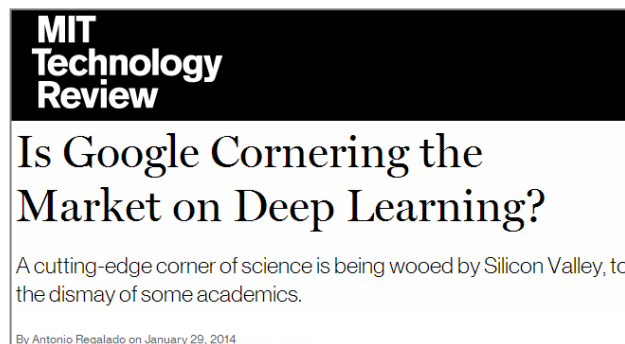 MIT
Technology
Review
Is Google Cornering the
Market on Deep Learning?
A cutting-edge corner of science is being wooed by Silicon Valley, to
the dismay of some academics.
By Antonio Regalado on January 29, 2014